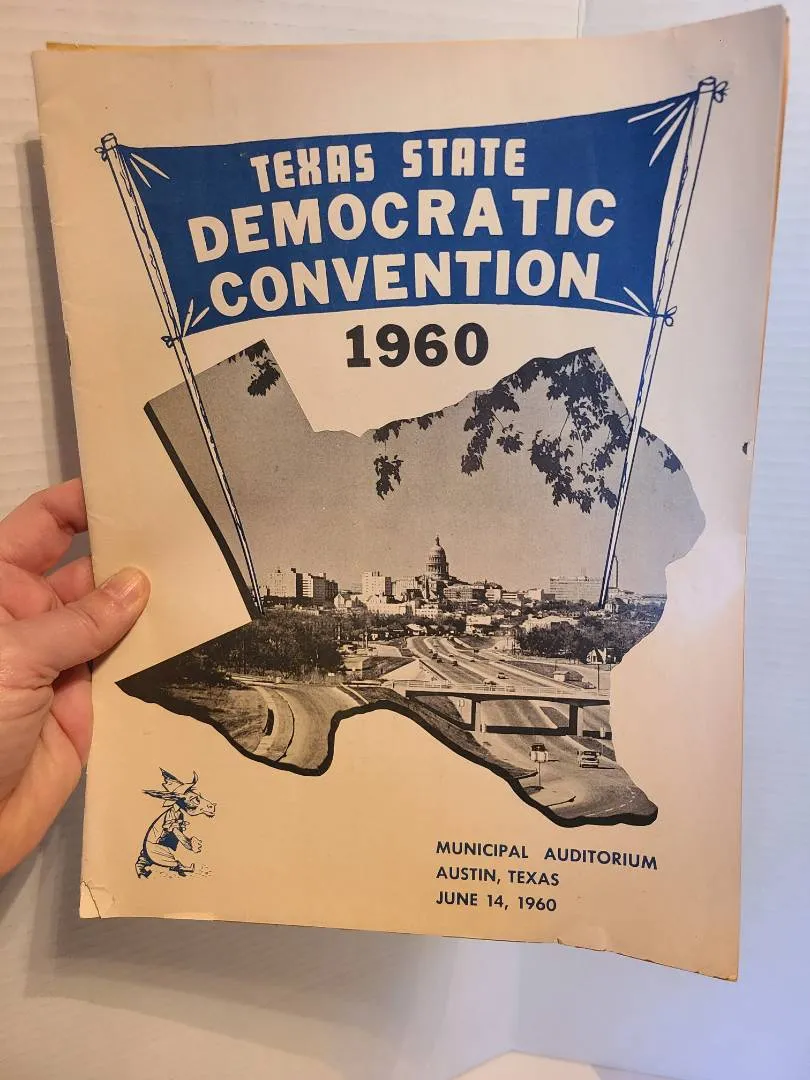 TEXAS STATE
DEMOCRATIC
CONVENTION
1960
MUNICIPAL AUDITORIUM
AUSTIN, TEXAS
JUNE 14, 1960